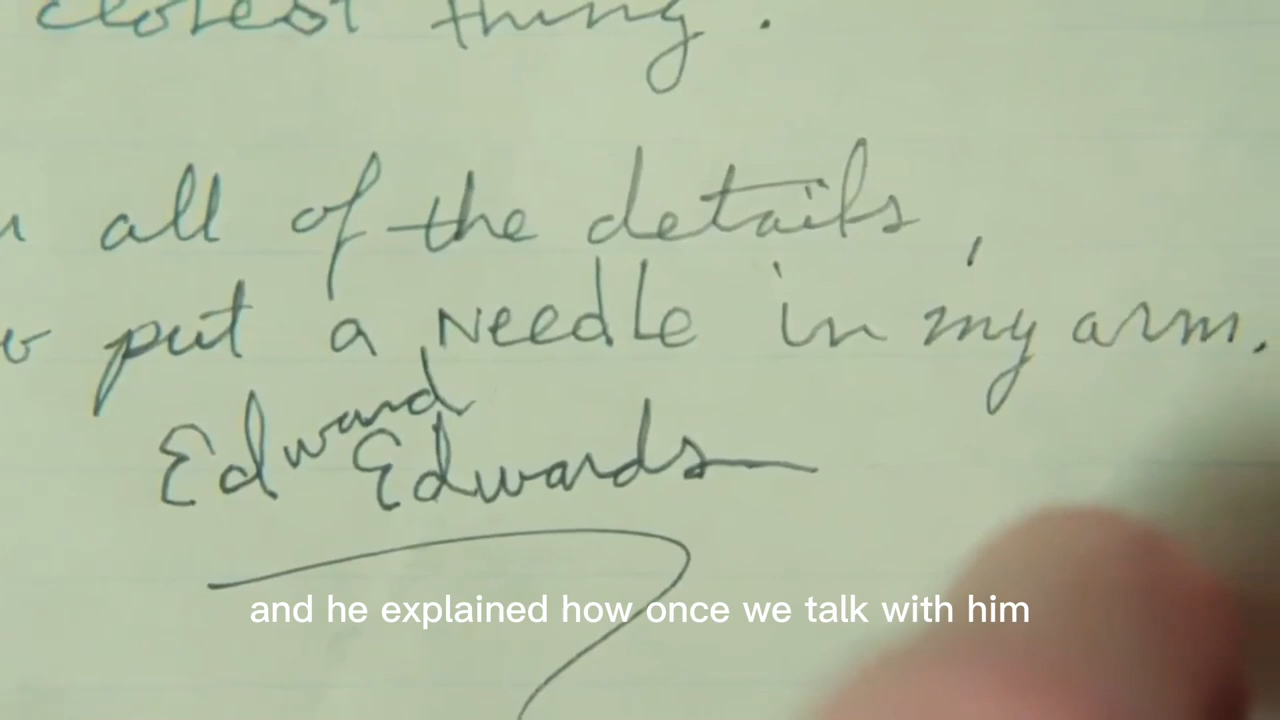 closest thing.
all of the details,
put a Needle in my arm.
Edward Edwards
and he explained how once we talk with him